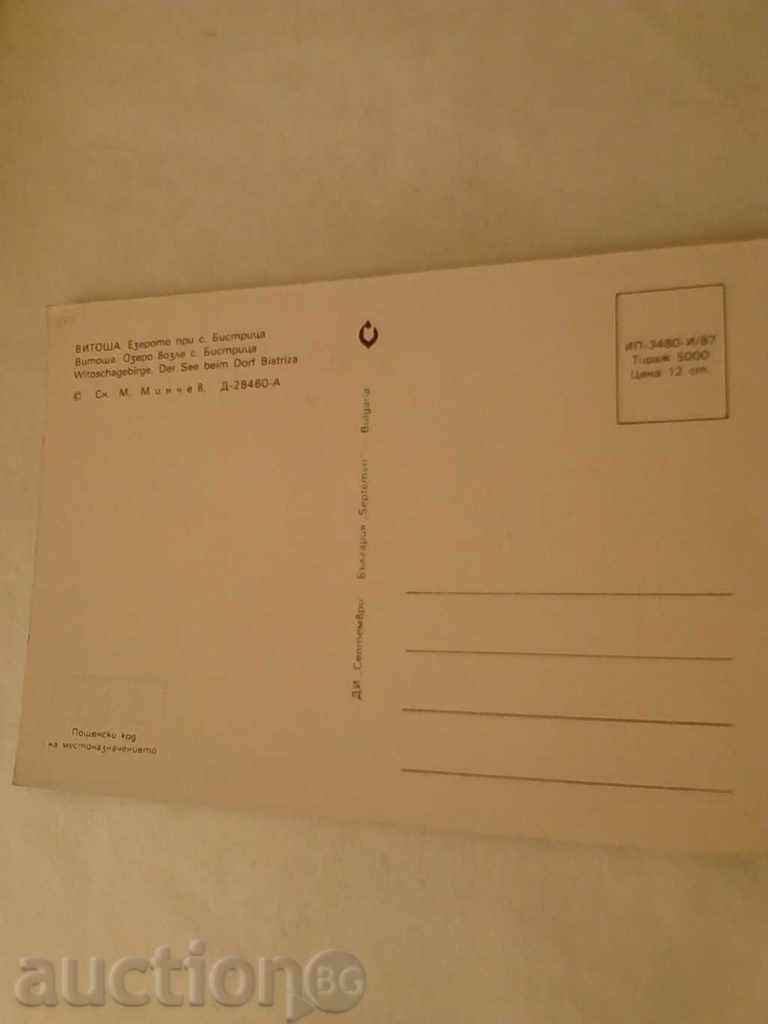 ВИТОША. Езерото при с. Бистрица
Витоша. Озеро возле с. Бистрица
Witoschagebirge. Der See beim Dorf Bistriza
© Сн. М. Минчев. Д-28460-А
ИП-3480-И/87
Тираж 5000
Цена 12 ст.
ДИ „Септември" България „Septemvri" Bulgaria
Пощенски код
на местоназначението
auctionBG